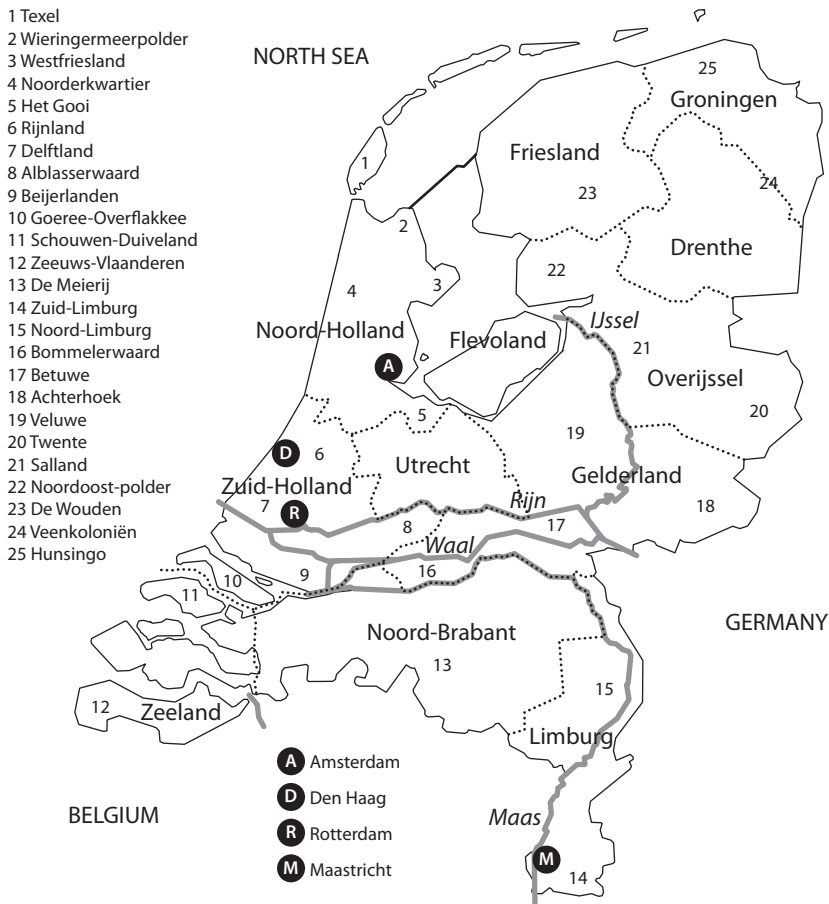 1 Texel
2 Wieringermeerpolder
3 Westfriesland
4 Noorderkwartier
5 Het Gooi
6 Rijnland
7 Delftland
8 Alblasserwaard
9 Beijerlanden
10 Goeree-Overflakkee
11 Schouwen-Duiveland
12 Zeeuws-Vlaanderen
13 De Meierij
14 Zuid-Limburg
15 Noord-Limburg
16 Bommelerwaard
17 Betuwe
18 Achterhoek
19 Veluwe
20 Twente
21 Salland
22 Noordoost-polder
23 De Wouden
24 Veenkoloniën
25 Hunsingo
NORTH SEA
25
Groningen
1
Friesland
23
24
2
Drenthe
22
3
4
Noord-Holland
Flevoland
IJssel
21
A
Overijssel
5
20
19
D
6
Utrecht
Gelderland
Zuid-Holland
7
R
Rijn
18
8
17
Waal
16
9
10
11
Noord-Brabant
GERMANY
13
15
12
Zeeland
Limburg
A Amsterdam
D Den Haag
R Rotterdam
M Maastricht
BELGIUM
Maas
M
14